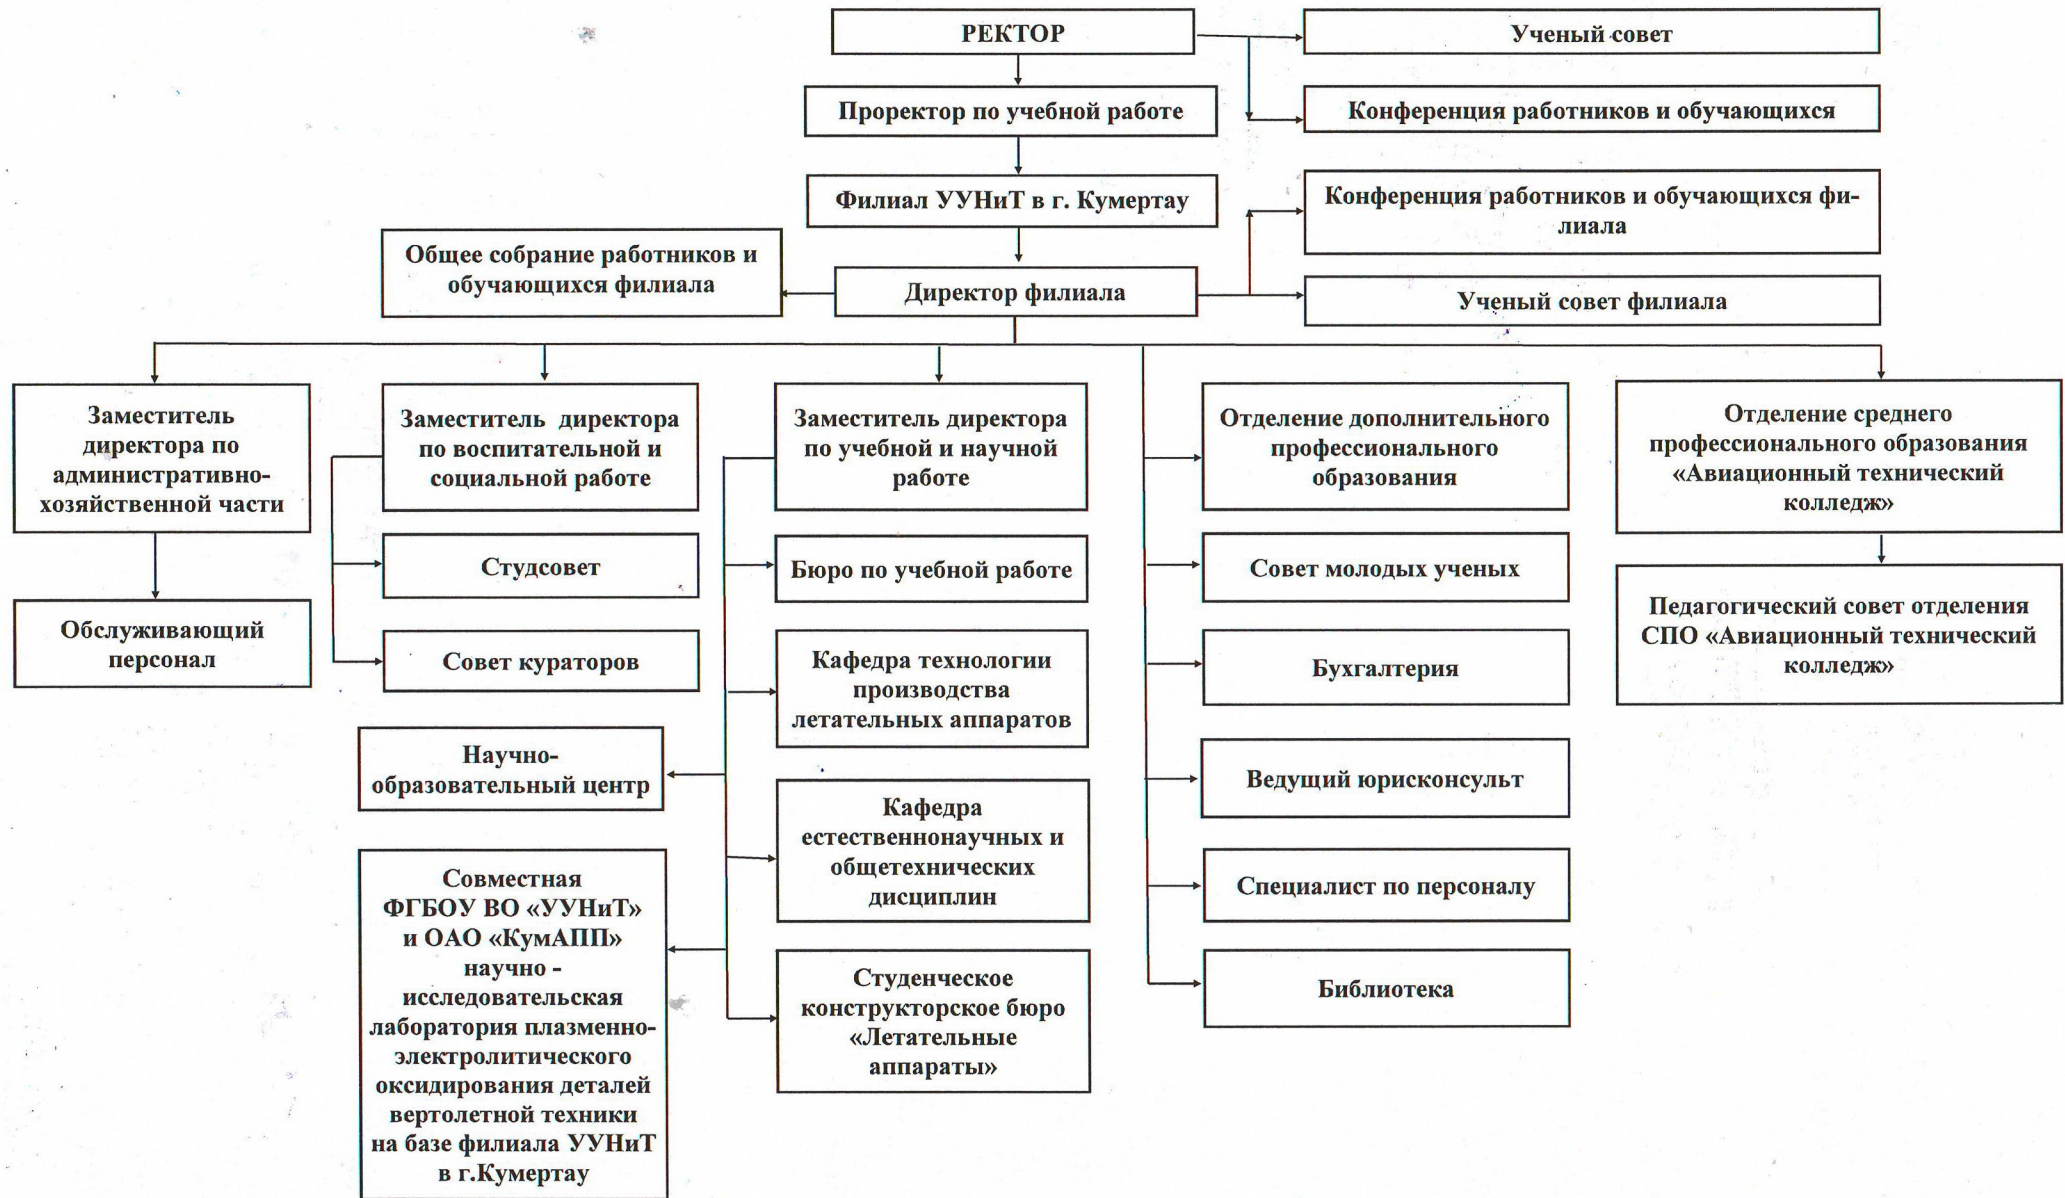 РЕКТОР
Ученый совет
Проректор по учебной работе
Конференция работников и обучающихся
Филиал УУНиТ в г. Кумертау
Конференция работников и обучающихся фи-
лиала
Общее собрание работников и
обучающихся филиала
Директор филиала
Ученый совет филиала
Заместитель
директора по
административно-
хозяйственной части
Обслуживающий
персонал
Заместитель директора
по воспитательной и
социальной работе
Студсовет
Совет кураторов
Научно-
образовательный центр
Совместная
ФГБОУ ВО «УУНиТ»
и ОАО «КумАПП»
научно -
исследовательская
лаборатория плазменно-
электролитического
оксидирования деталей
вертолетной техники
на базе филиала УУНиТ
в г.Кумертау
Заместитель директора
по учебной и научной
работе
Бюро по учебной работе
Кафедра технологии
производства
летательных аппаратов
Кафедра
естественнонаучных и
общетехнических
дисциплин
Студенческое
конструкторское бюро
«Летательные
аппараты»
Отделение дополнительного
профессионального
образования
Совет молодых ученых
Бухгалтерия
Ведущий юрисконсульт
Специалист по персоналу
Библиотека
Отделение среднего
профессионального образования
«Авиационный технический
колледж»
Педагогический совет отделения
СПО «Авиационный технический
колледж»